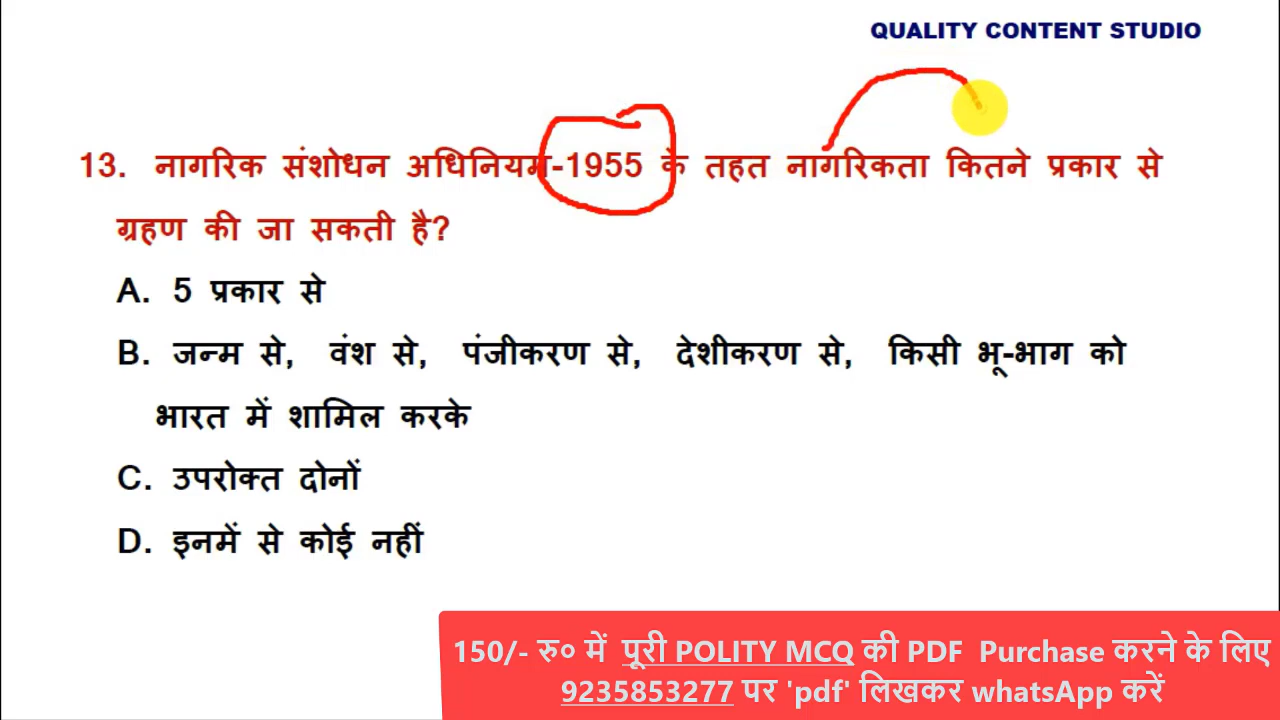 QUALITY CONTENT STUDIO
13. नागरिक संशोधन अधिनियम-1955 के तहत नागरिकता कितने प्रकार से
ग्रहण की जा सकती है?
A. 5 प्रकार से
B. जन्म से, वंश से, पंजीकरण से, देशीकरण से, किसी भू-भाग को
भारत में शामिल करके
C. उपरोक्त दोनों
D. इनमें से कोई नहीं
150/- रु० में पूरी POLITY MCQ की PDF Purchase करने के लिए
9235853277 पर 'pdf' लिखकर whatsApp करें